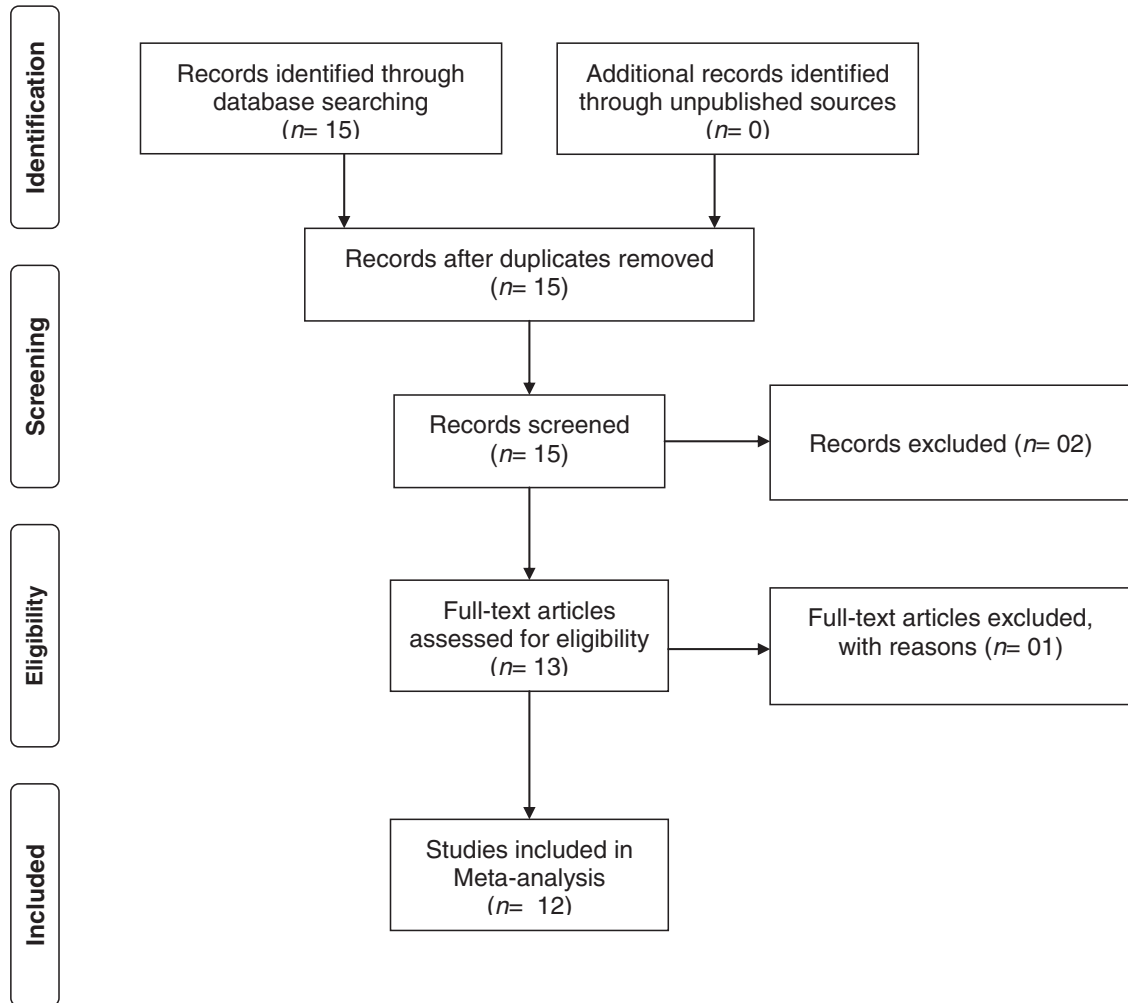 Identification
Records identified through
database searching
(n= 15)
Additional records identified
through unpublished sources
(n= 0)
Records after duplicates removed
(n= 15)
Screening
Records screened
(n= 15)
Records excluded (n= 02)
Eligibility
Full-text articles
assessed for eligibility
(n= 13)
Full-text articles excluded,
with reasons (n= 01)
Included
Studies included in
Meta-analysis
(n= 12)